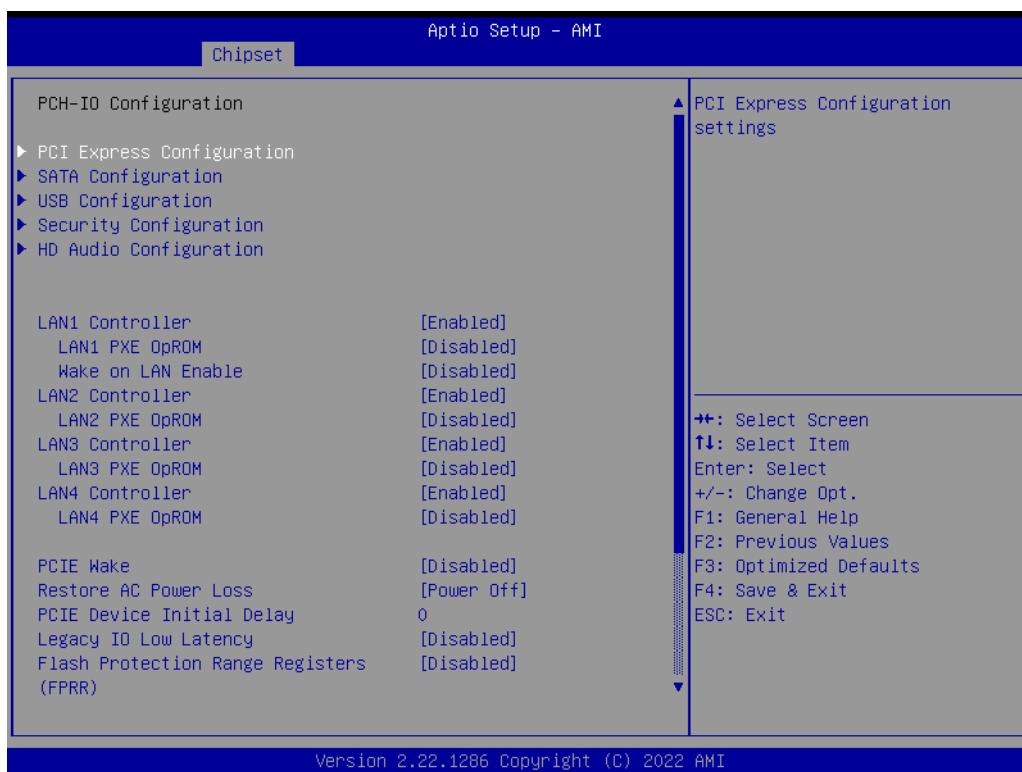 Aptio Setup – AMI
Chipset
PCH-IO Configuration
PCI Express Configuration
SATA Configuration
USB Configuration
Security Configuration
HD Audio Configuration
LAN1 Controller [Enabled]
LAN1 PXE OpROM [Disabled]
Wake on LAN Enable [Disabled]
LAN2 Controller [Enabled]
LAN2 PXE OpROM [Disabled]
LAN3 Controller [Enabled]
LAN3 PXE OpROM [Disabled]
LAN4 Controller [Enabled]
LAN4 PXE OpROM [Disabled]
PCIE Wake [Disabled]
Restore AC Power Loss [Power Off]
PCIE Device Initial Delay 0
Legacy IO Low Latency [Disabled]
Flash Protection Range Registers [Disabled]
(FPRR)
PCI Express Configuration
settings
→←: Select Screen
↑↓: Select Item
Enter: Select
+/-: Change Opt.
F1: General Help
F2: Previous Values
F3: Optimized Defaults
F4: Save & Exit
ESC: Exit
Version 2.22.1286 Copyright (C) 2022 AMI